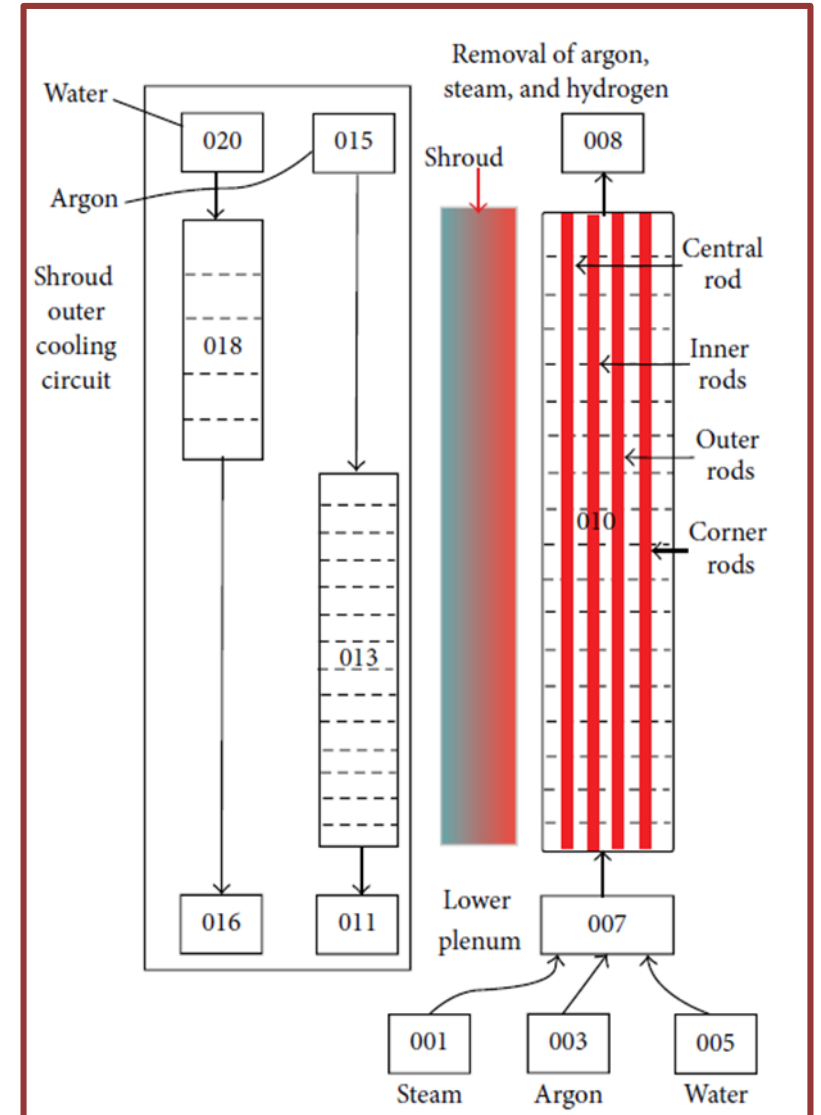 Removal of argon,
steam, and hydrogen
Water
020
015
008
Shroud
Argon
Central
rod
Shroud
outer
cooling
circuit
018
Inner
rods
Outer
rods
010
Corner
rods
013
Lower
plenum
016
011
007
001
003
005
Steam
Argon
Water